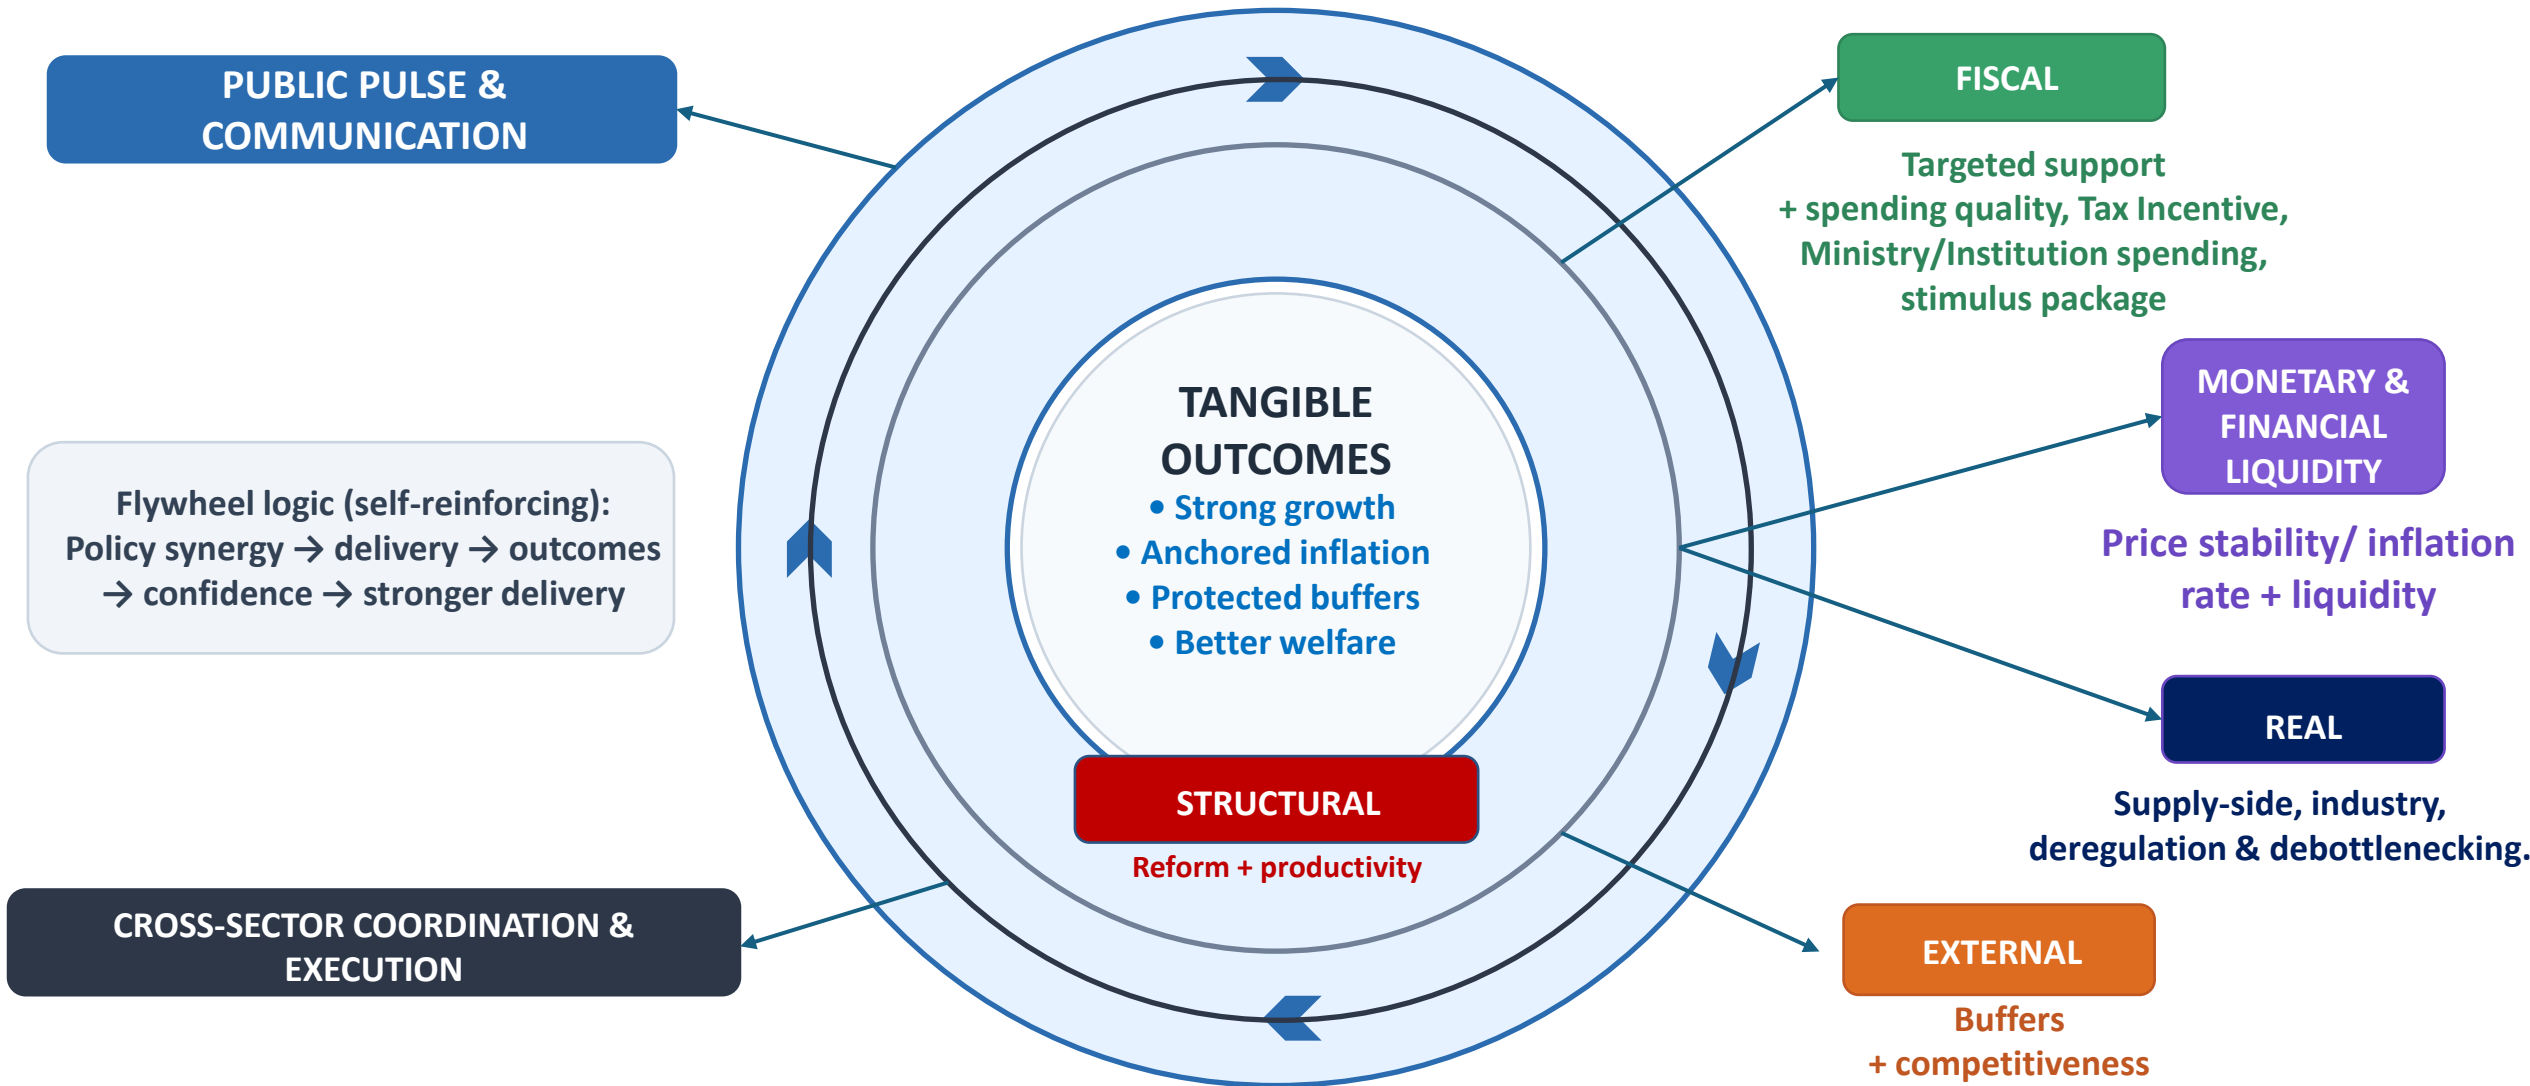 PUBLIC PULSE &
COMMUNICATION
Flywheel logic (self-reinforcing):
Policy synergy → delivery → outcomes
→ confidence → stronger delivery
CROSS-SECTOR COORDINATION &
EXECUTION
TANGIBLE
OUTCOMES
• Strong growth
• Anchored inflation
• Protected buffers
• Better welfare
STRUCTURAL
Reform + productivity
FISCAL
Targeted support
+ spending quality, Tax Incentive,
Ministry/Institution spending,
stimulus package
MONETARY &
FINANCIAL
LIQUIDITY
Price stability/ inflation
rate + liquidity
REAL
Supply-side, industry,
deregulation & debottlenecking.
EXTERNAL
Buffers
+ competitiveness